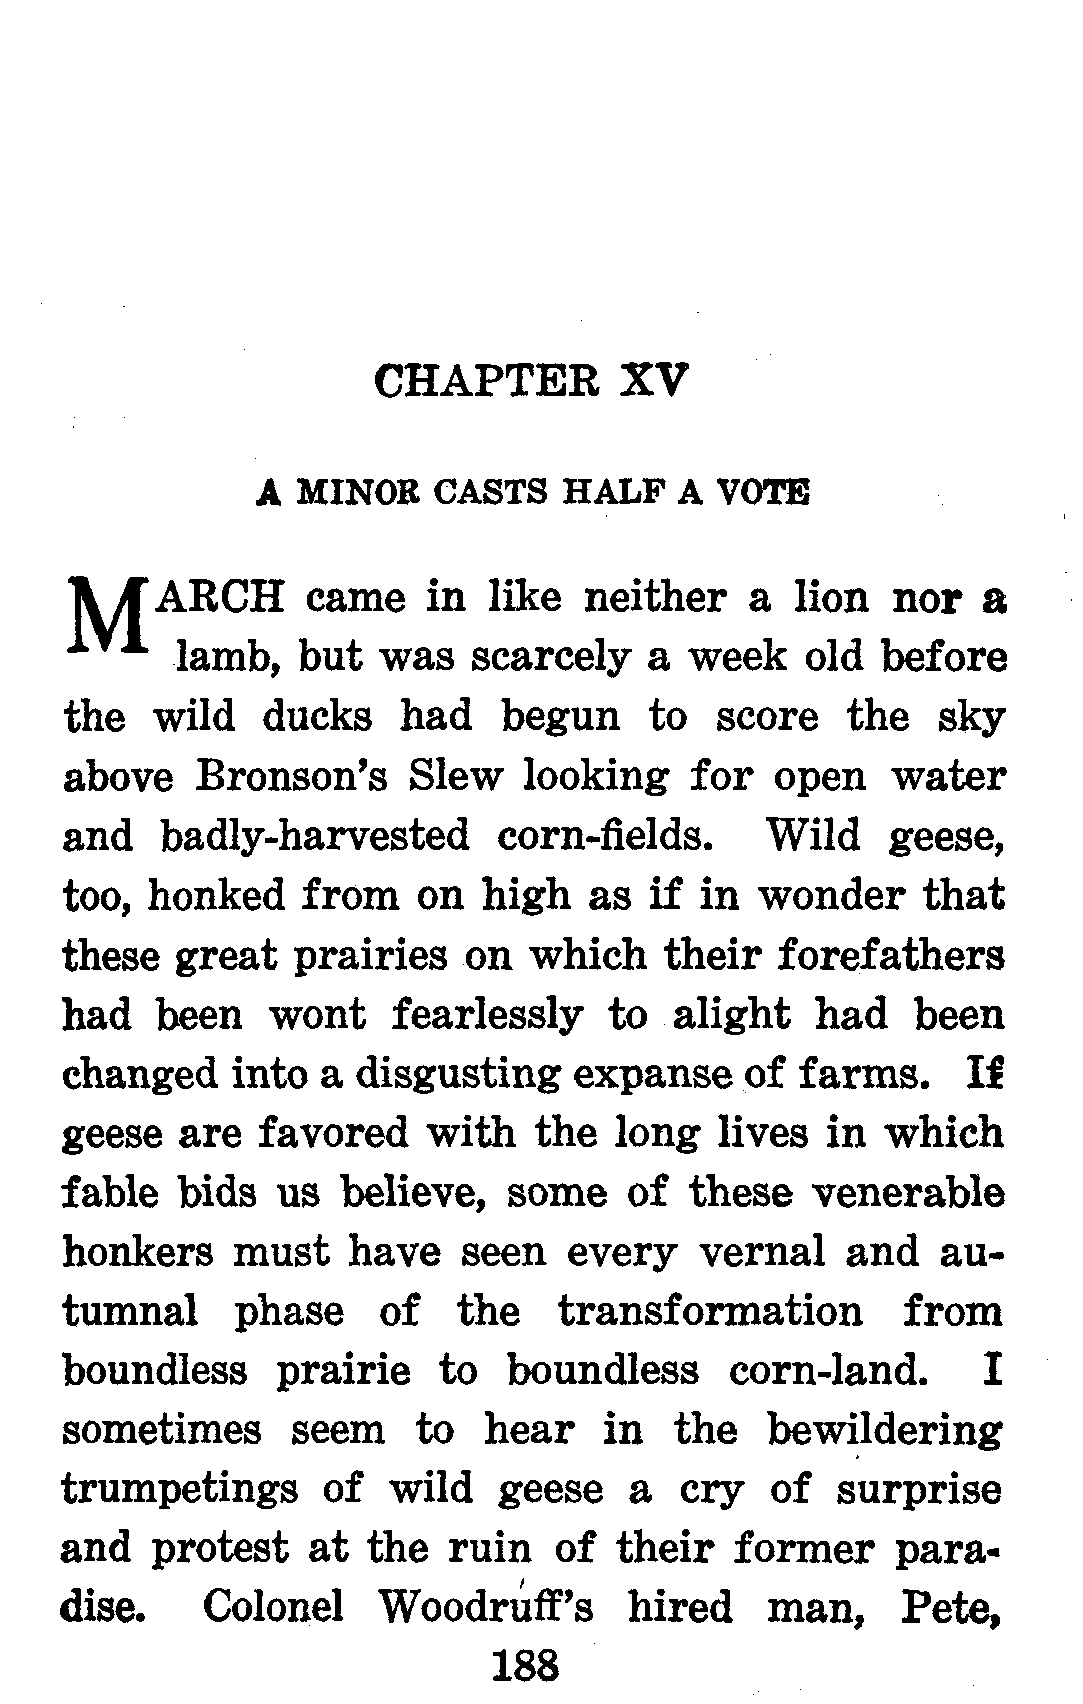 CHAPTER XV
A MINOR CASTS HALF A VOTE
MARCH came in like neither a lion nor a
lamb, but was scarcely a week old before
the wild ducks had begun to score the sky
above Bronson's Slew looking for open water
and badly-harvested corn-fields. Wild geese,
too, honked from on high as if in wonder that
these great prairies on which their forefathers
had been wont fearlessly to alight had been
changed into a disgusting expanse of farms. If
geese are favored with the long lives in which
fable bids us believe, some of these venerable
honkers must have seen every vernal and au-
tumnal phase of the transformation from
boundless prairie to boundless corn-land. I
sometimes seem to hear in the bewildering
trumpetings of wild geese a cry of surprise
and protest at the ruin of their former para-
dise. Colonel Woodruff's hired man, Pete,
188